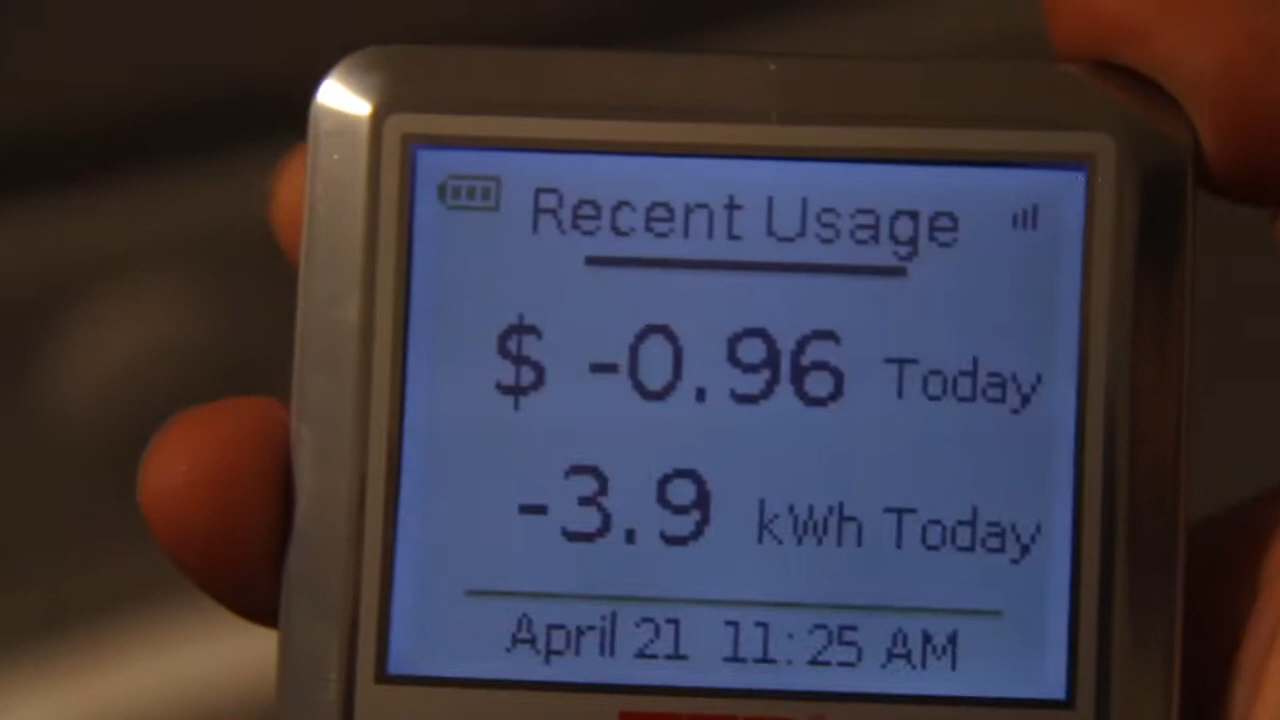 Recent Usage
$ -0.96 Today
-3.9 kWh Today
April 21 11:25 AM